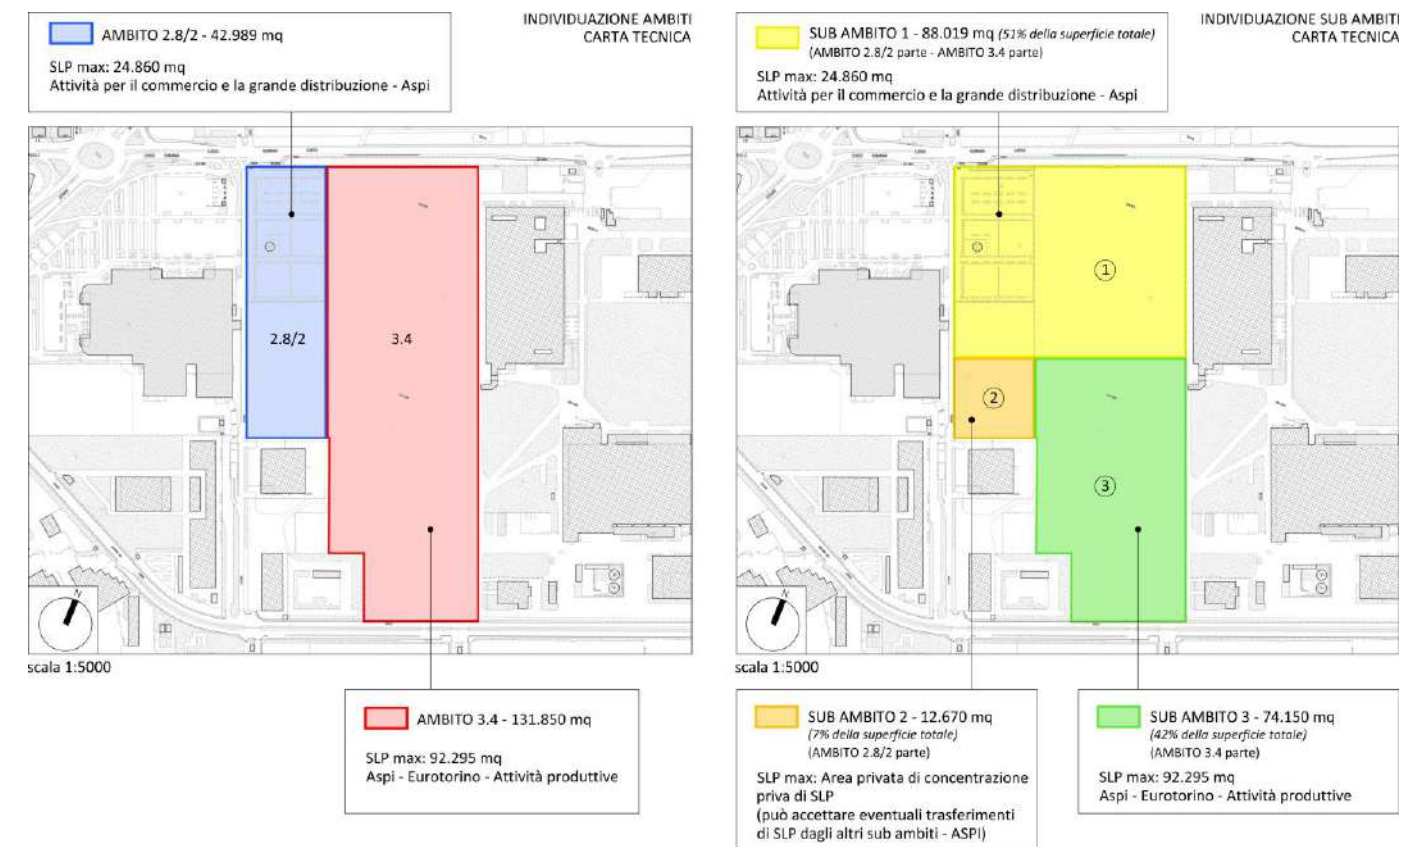 INDIVIDUAZIONE AMBITI
CARTA TECNICA
AMBITO 2.8/2 - 42.989 mq
SLP max: 24.860 mq
Attività per il commercio e la grande distribuzione - Aspi
2.8/2
3.4
N
scala 1:5000
AMBITO 3.4 - 131.850 mq
SLP max: 92.295 mq
Aspi - Eurotorino - Attività produttive
INDIVIDUAZIONE SUB AMBITI
CARTA TECNICA
SUB AMBITO 1 - 88.019 mq (51% della superficie totale)
(AMBITO 2.8/2 parte - AMBITO 3.4 parte)
SLP max: 24.860 mq
Attività per il commercio e la grande distribuzione - Aspi
1
2
3
N
scala 1:5000
SUB AMBITO 2 - 12.670 mq
(7% della superficie totale)
(AMBITO 2.8/2 parte)
SLP max: Area privata di concentrazione
priva di SLP
(può accettare eventuali trasferimenti
di SLP dagli altri sub ambiti - ASPI)
SUB AMBITO 3 - 74.150 mq
(42% della superficie totale)
(AMBITO 3.4 parte)
SLP max: 92.295 mq
Aspi - Eurotorino - Attività produttive